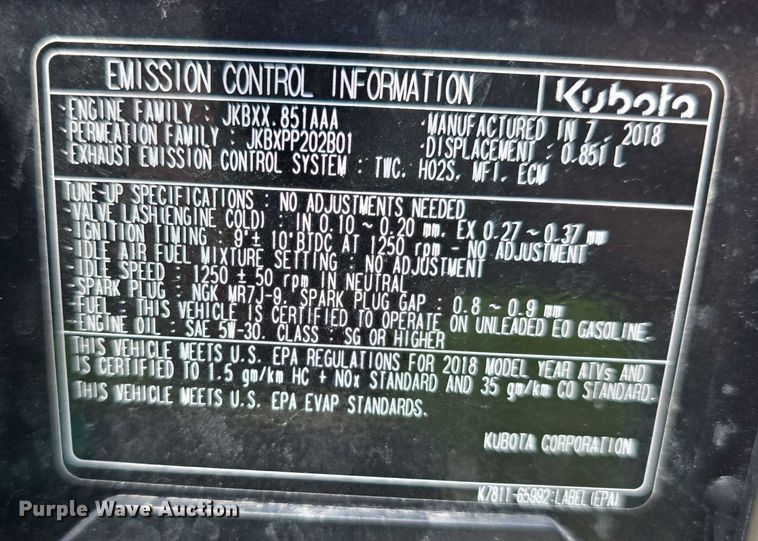 EMISSION CONTROL INFORMATION
Kubota
·ENGINE FAMILY : JKBXX.851AAA ·MANUFACTURED IN 7 - 2018
·PERMEATION FAMILY : JKBXPP202B01 ·DISPLACEMENT : 0.851 L
·EXHAUST EMISSION CONTROL SYSTEM : TWC, HO2S, MFI, ECM
TUNE-UP SPECIFICATIONS : NO ADJUSTMENTS NEEDED
·VALVE LASH(ENGINE COLD) : IN 0.10 ~ 0.20 mm, EX 0.27 ~ 0.37 mm
·IGNITION TIMING : 9°± 10°BTDC AT 1250 rpm - NO ADJUSTMENT
·IDLE AIR FUEL MIXTURE SETTING : NO ADJUSTMENT
·IDLE SPEED : 1250 ± 50 rpm IN NEUTRAL
·SPARK PLUG : NGK MR7J-9, SPARK PLUG GAP : 0.8 ~ 0.9 mm
·FUEL : THIS VEHICLE IS CERTIFIED TO OPERATE ON UNLEADED E0 GASOLINE.
·ENGINE OIL : SAE 5W-30, CLASS : SG OR HIGHER
THIS VEHICLE MEETS U.S. EPA REGULATIONS FOR 2018 MODEL YEAR ATVs AND
IS CERTIFIED TO 1.5 gm/km HC + NOx STANDARD AND 35 gm/km CO STANDARD.
THIS VEHICLE MEETS U.S. EPA EVAP STANDARDS.
KUBOTA CORPORATION
K7811-65992:LABEL(EPA)
Purple Wave Auction